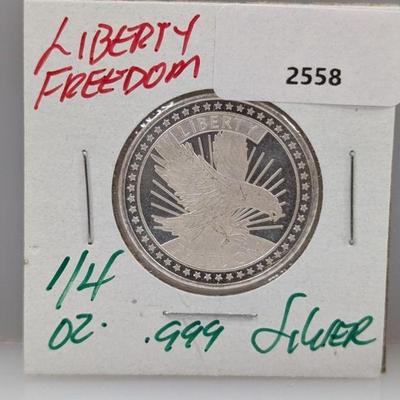 LIBERTY
FREEDOM
2558
LIBERTY
1/4
OZ. .999 SILVER